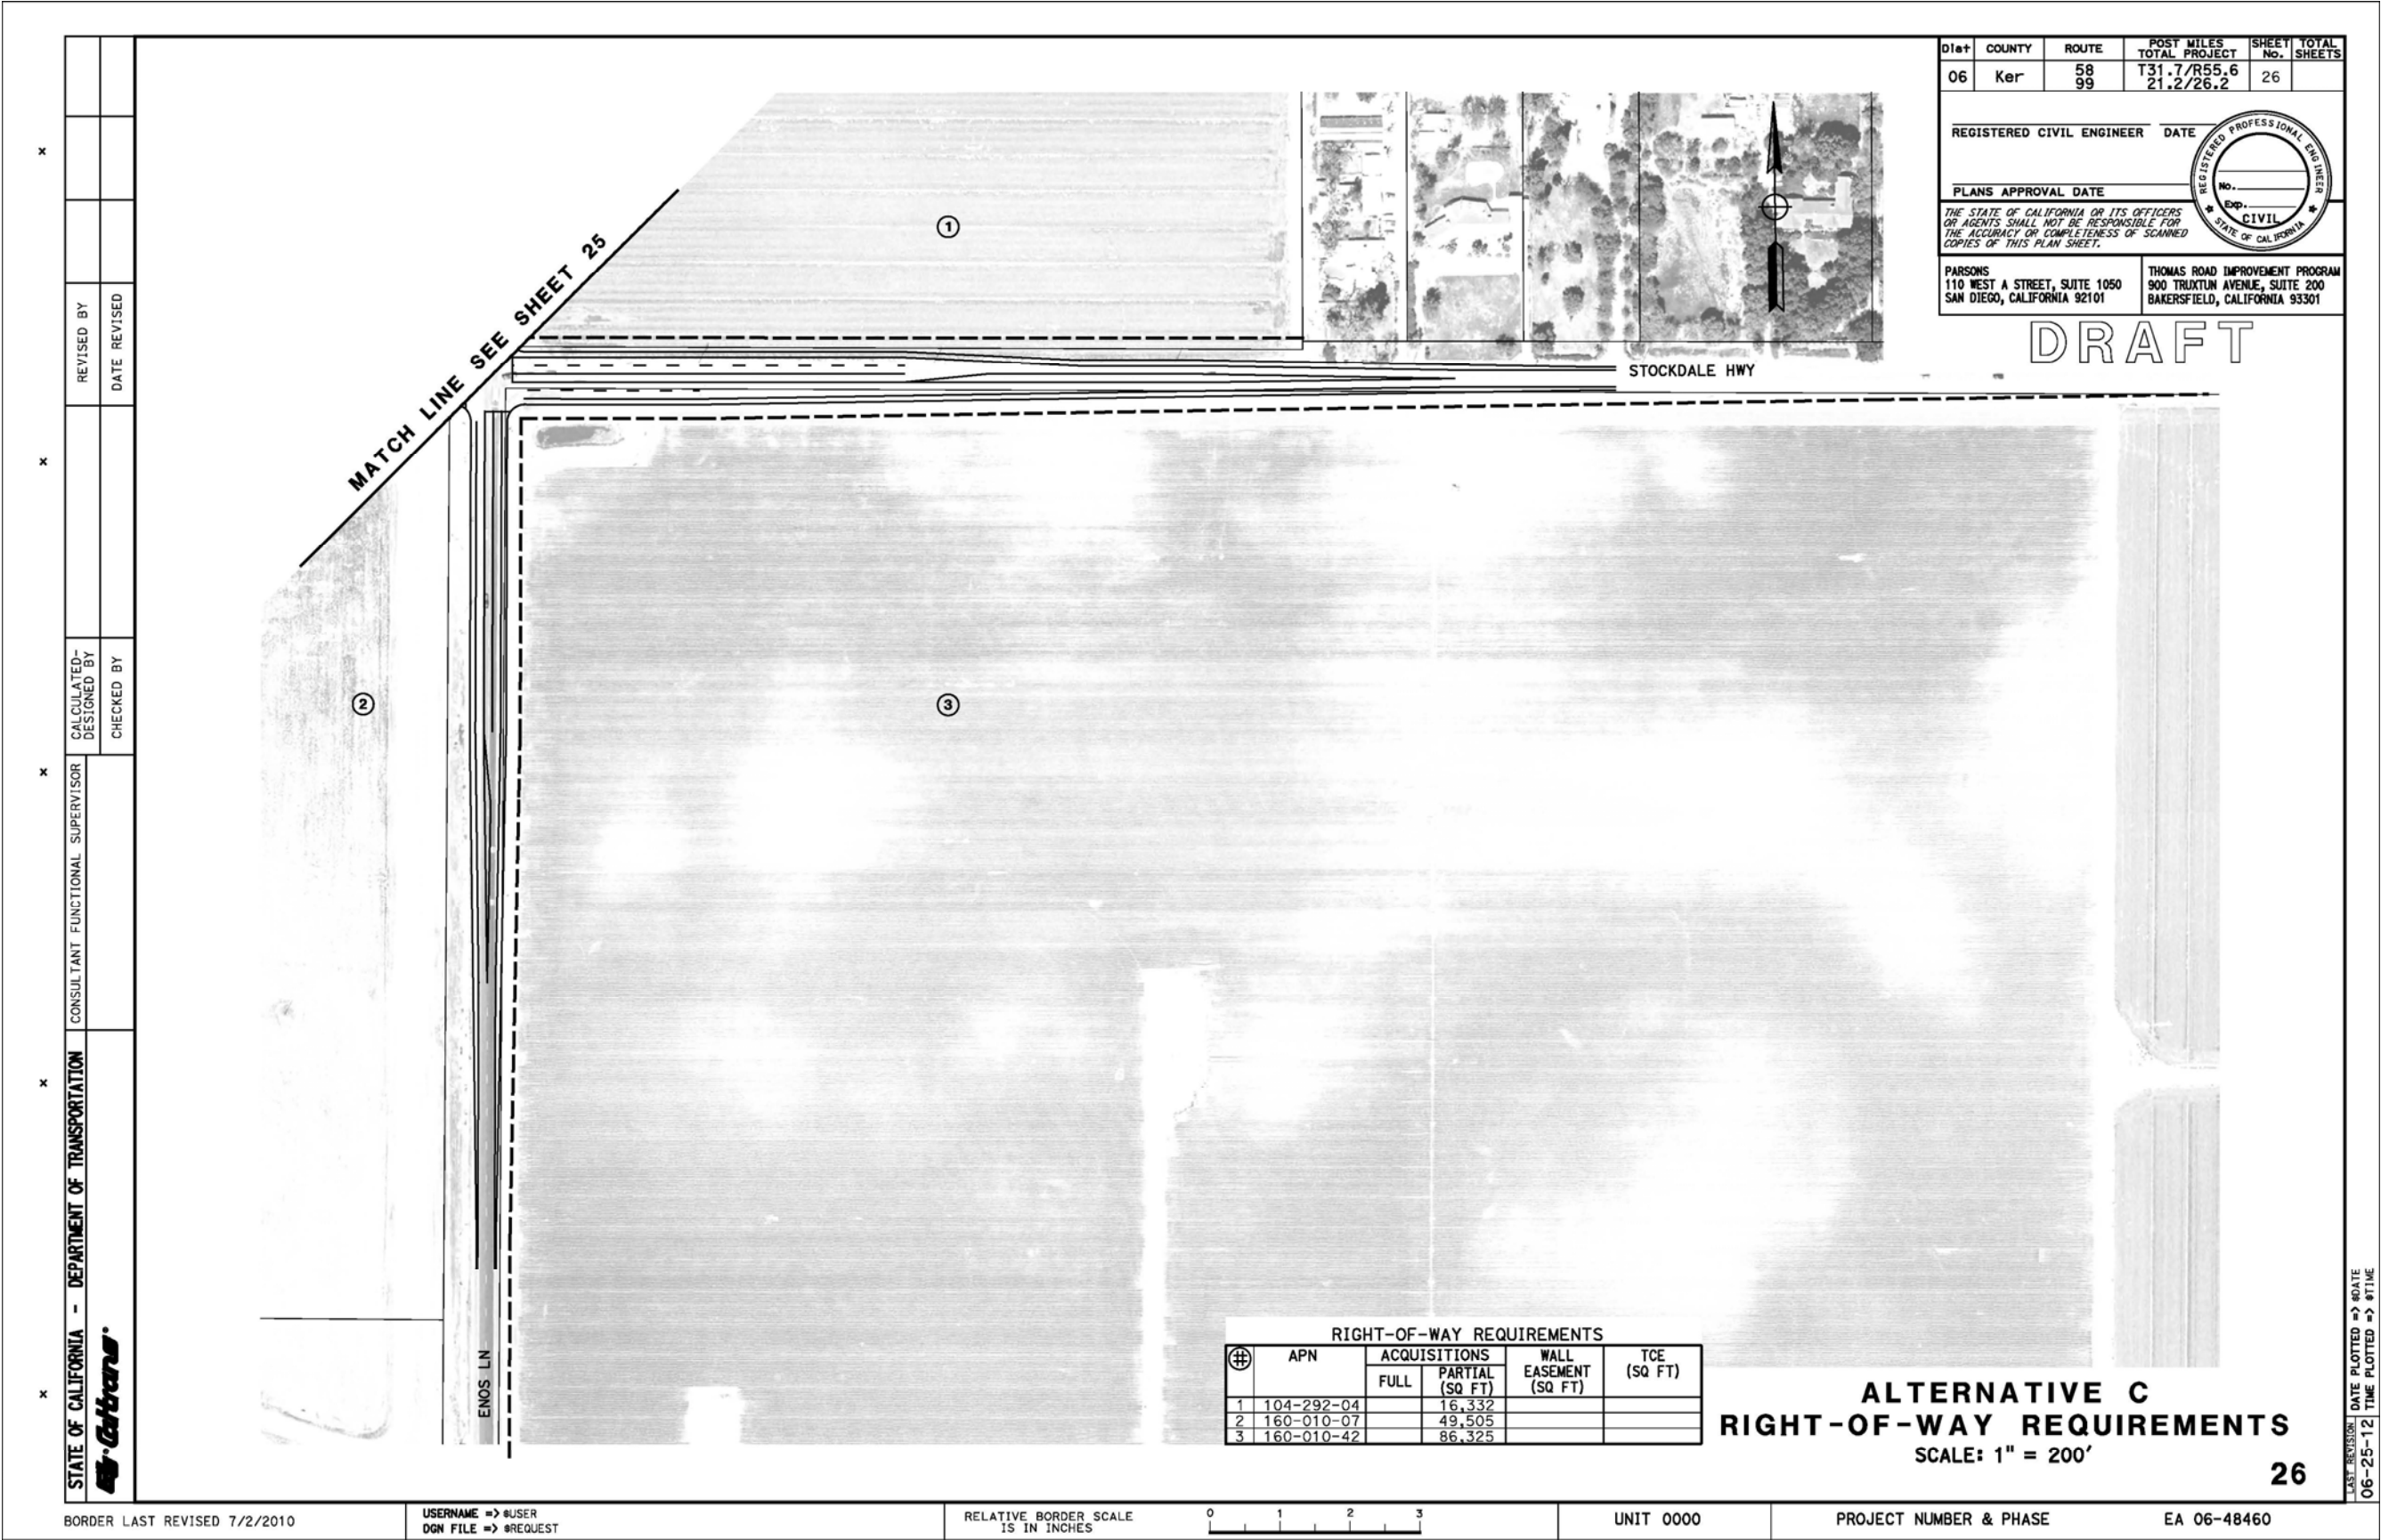 Dist COUNTY ROUTE POST MILES TOTAL PROJECT SHEET No. TOTAL SHEETS
06 Ker 58 99 T31.7/R55.6 21.2/26.2 26
REGISTERED CIVIL ENGINEER DATE
PLANS APPROVAL DATE
THE STATE OF CALIFORNIA OR ITS OFFICERS
OR AGENTS SHALL NOT BE RESPONSIBLE FOR
THE ACCURACY OR COMPLETENESS OF SCANNED
COPIES OF THIS PLAN SHEET.
REGISTERED PROFESSIONAL ENGINEER
No.
Exp.
CIVIL
STATE OF CALIFORNIA
PARSONS
110 WEST A STREET, SUITE 1050
SAN DIEGO, CALIFORNIA 92101
THOMAS ROAD IMPROVEMENT PROGRAM
900 TRUXTUN AVENUE, SUITE 200
BAKERSFIELD, CALIFORNIA 93301
DRAFT
MATCH LINE SEE SHEET 25
1
STOCKDALE HWY
2
3
ENOS LN
REVISED BY
DATE REVISED
CALCULATED-
DESIGNED BY
CHECKED BY
CONSULTANT FUNCTIONAL SUPERVISOR
STATE OF CALIFORNIA - DEPARTMENT OF TRANSPORTATION
Caltrans
RIGHT-OF-WAY REQUIREMENTS
# APN ACQUISITIONS WALL EASEMENT (SQ FT) TCE (SQ FT)
FULL PARTIAL (SQ FT)
1 104-292-04 16,332
2 160-010-07 49,505
3 160-010-42 86,325
ALTERNATIVE C
RIGHT-OF-WAY REQUIREMENTS
SCALE: 1" = 200'
26
LAST REVISION
06-25-12
DATE PLOTTED => $DATE
TIME PLOTTED => $TIME
BORDER LAST REVISED 7/2/2010
USERNAME => $USER
DGN FILE => $REQUEST
RELATIVE BORDER SCALE
IS IN INCHES
0 1 2 3
UNIT 0000
PROJECT NUMBER & PHASE
EA 06-48460